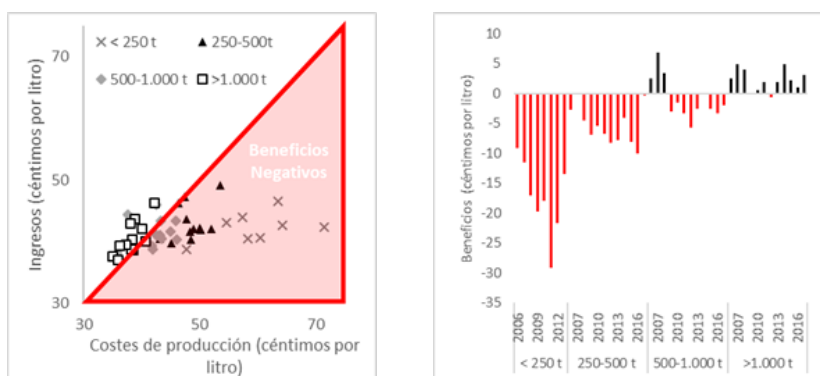 70
50
30
30
50
70
Ingresos (céntimos por litro)
< 250 t
250-500t
500-1.000 t
>1.000 t
Beneficios
Negativos
Costes de producción (céntimos por
litro)
10
5
0
-5
-10
-15
-20
-25
-30
-35
Beneficios (céntimos por litro)
2006
2009
2012
2007
2010
2013
2016
2007
2010
2013
2016
2007
2010
2013
2016
< 250 t
250-500 t
500-1.000 t
>1.000 t